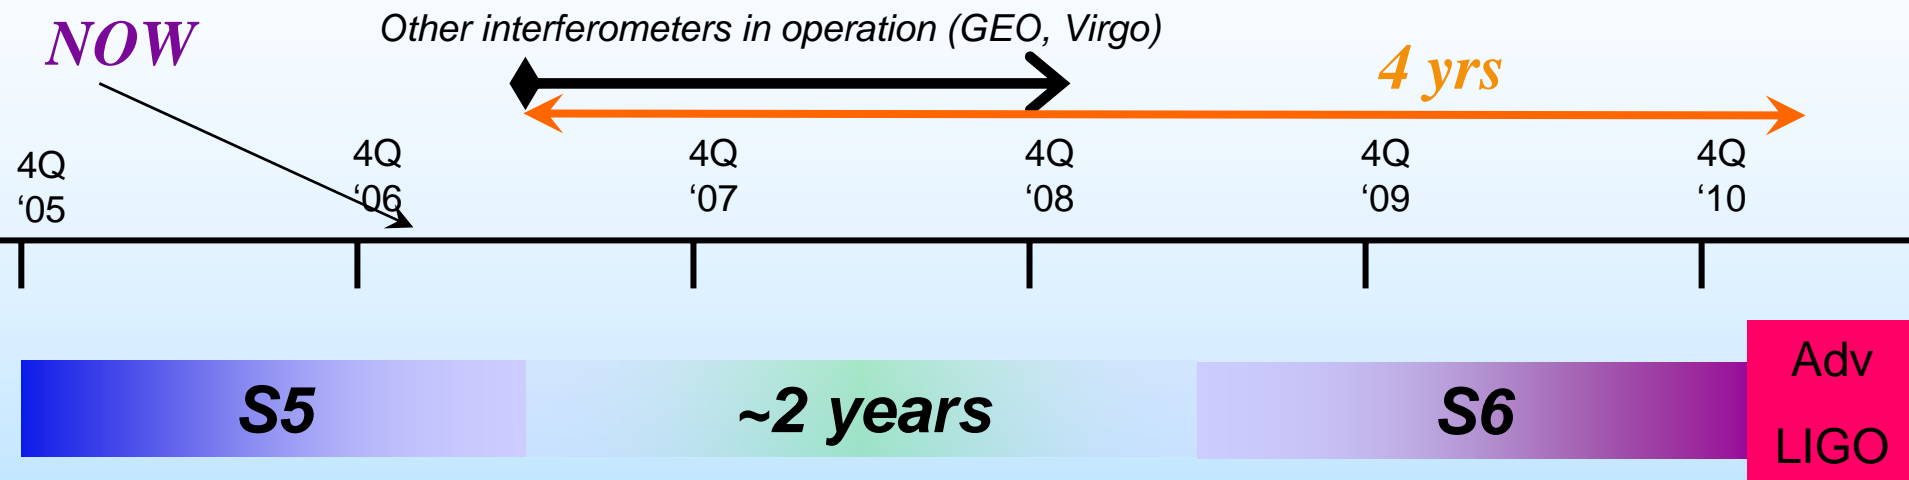 NOW
Other interferometers in operation (GEO, Virgo)
4 yrs
4Q
‘05
4Q
‘06
4Q
‘07
4Q
‘08
4Q
‘09
4Q
‘10
S5
~2 years
S6
Adv
LIGO